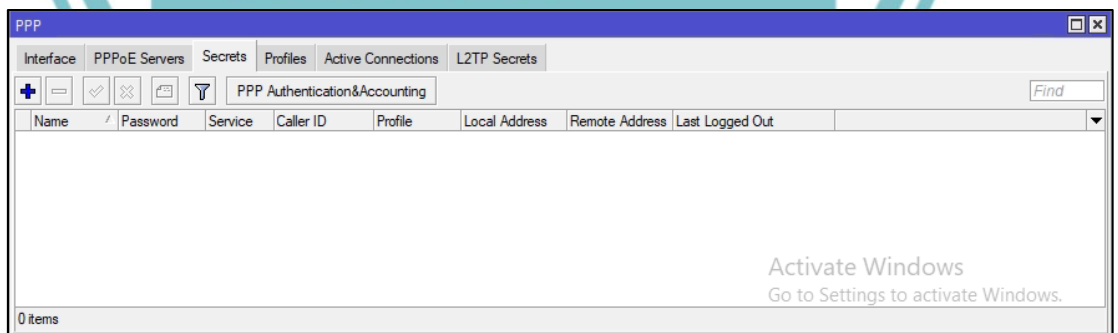 PPP
Interface PPPoE Servers Secrets Profiles Active Connections L2TP Secrets
PPP Authentication&Accounting Find
Name Password Service Caller ID Profile Local Address Remote Address Last Logged Out
Activate Windows
Go to Settings to activate Windows.
0 items